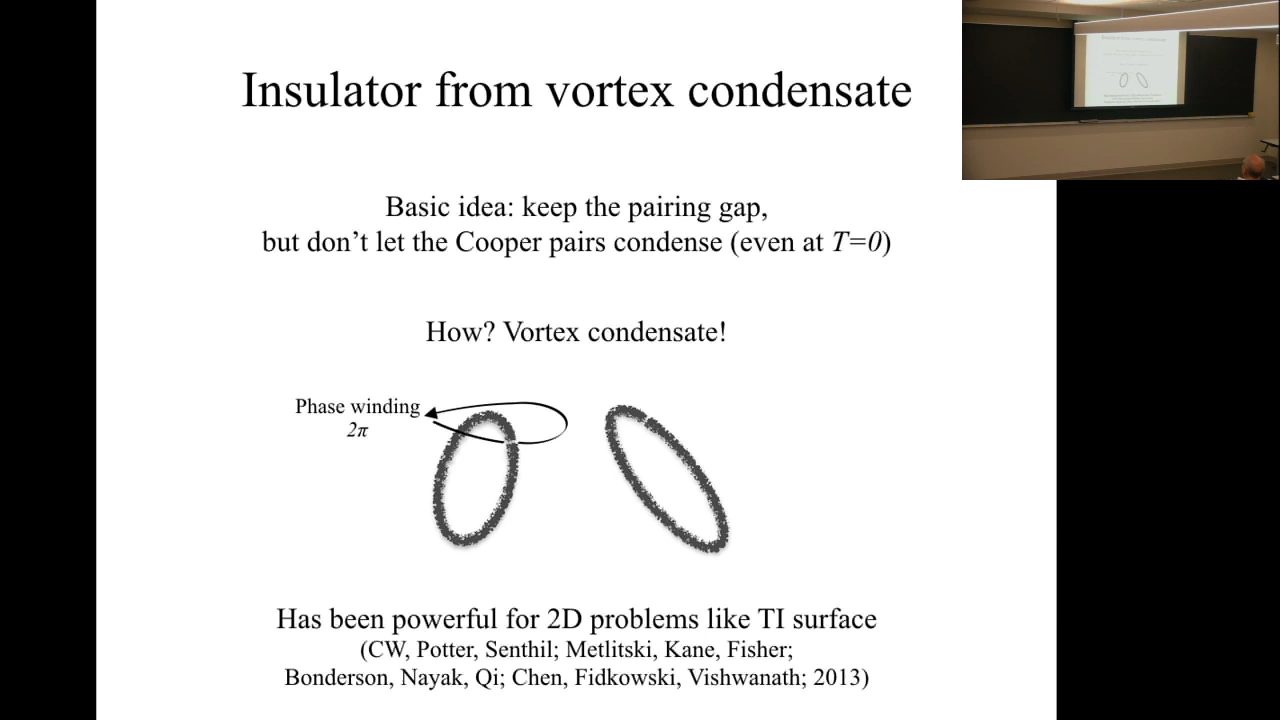 Insulator from vortex condensate
Basic idea: keep the pairing gap,
but don't let the Cooper pairs condense (even at T=0)
How? Vortex condensate!
Phase winding
2π
Has been powerful for 2D problems like TI surface
(CW, Potter, Senthil; Metlitski, Kane, Fisher;
Bonderson, Nayak, Qi; Chen, Fidkowski, Vishwanath; 2013)